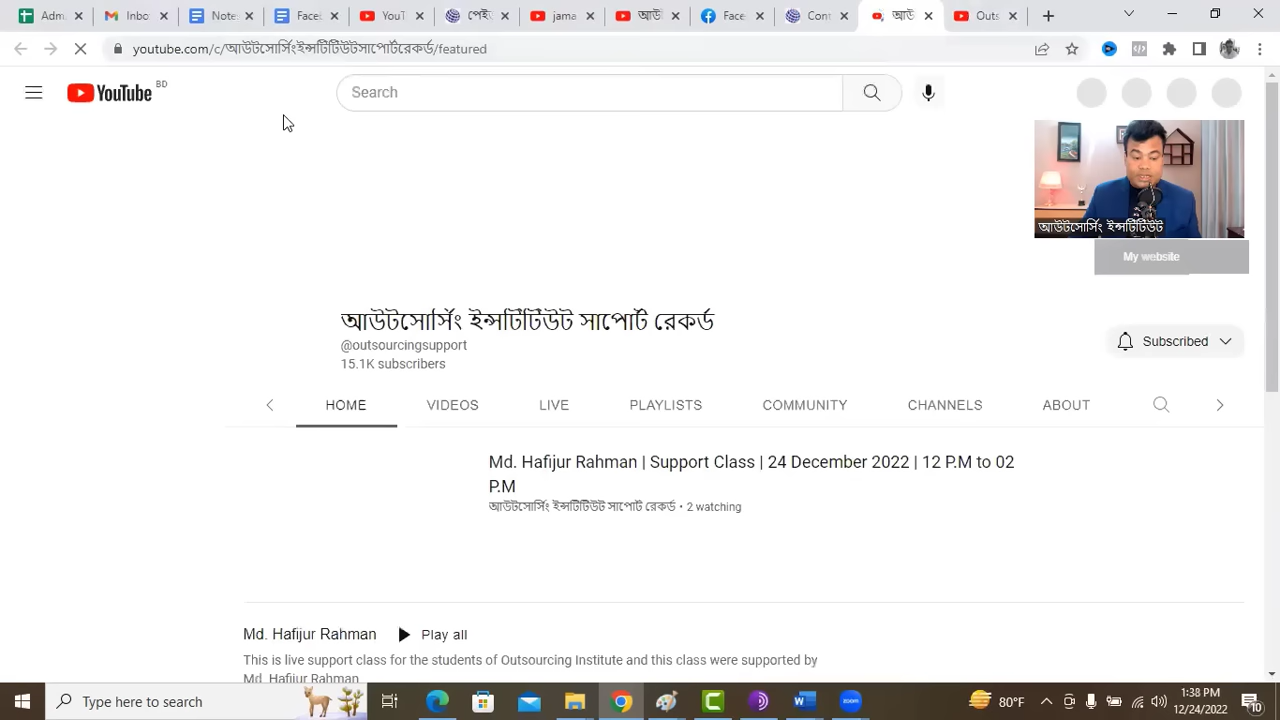 Adm
Inbo
Note
Facel
YouT
পেই
jama
আউ
Face
Cont
আউ
Outs
youtube.com/c/আউটসোর্সিংইন্সটিটিউটসাপোর্টরেকর্ড/featured
YouTube BD
Search
আউটসোর্সিং ইন্সটিটিউট
My website
আউটসোর্সিং ইন্সটিটিউট সাপোর্ট রেকর্ড
@outsourcingsupport
15.1K subscribers
Subscribed
HOME VIDEOS LIVE PLAYLISTS COMMUNITY CHANNELS ABOUT
Md. Hafijur Rahman | Support Class | 24 December 2022 | 12 P.M to 02
P.M
আউটসোর্সিং ইন্সটিটিউট সাপোর্ট রেকর্ড • 2 watching
Md. Hafijur Rahman Play all
This is live support class for the students of Outsourcing Institute and this class were supported by
Md. Hafijur Rahman
Type here to search
zoom
80°F
1:38 PM
12/24/2022
10